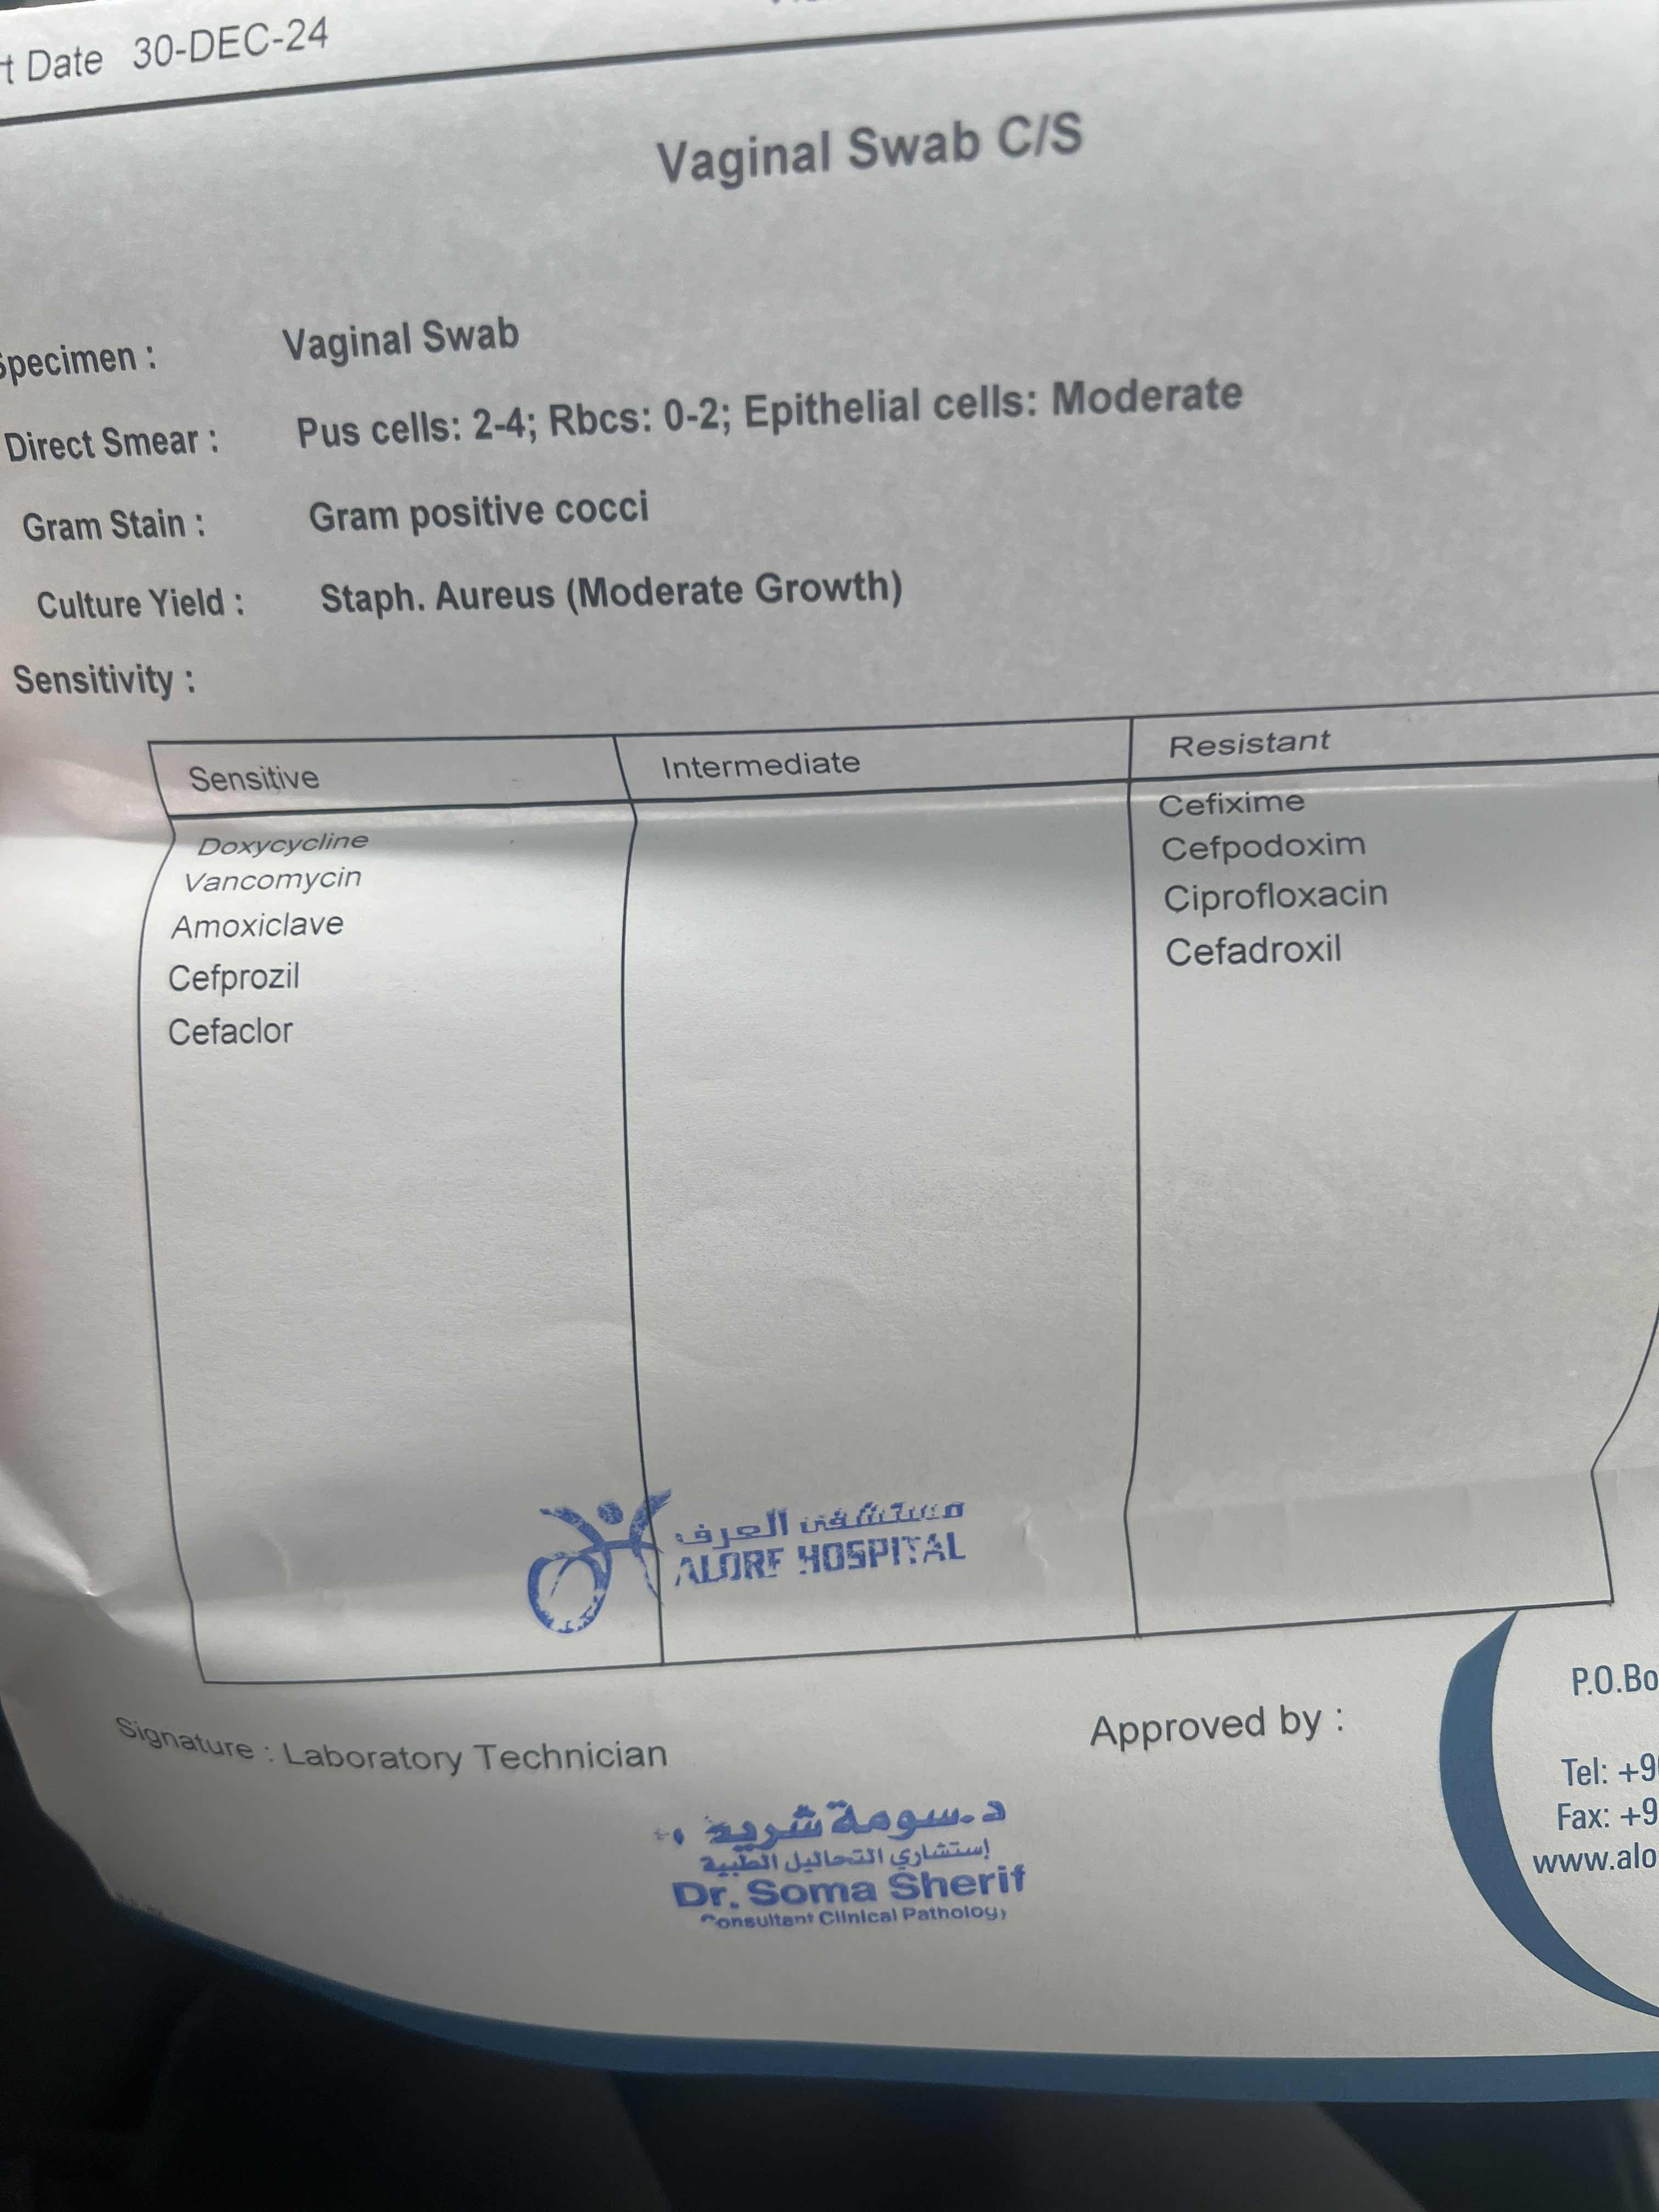 t Date 30-DEC-24
Vaginal Swab C/S
Specimen : Vaginal Swab
Direct Smear : Pus cells: 2-4; Rbcs: 0-2; Epithelial cells: Moderate
Gram Stain : Gram positive cocci
Culture Yield : Staph. Aureus (Moderate Growth)
Sensitivity :
Sensitive Intermediate Resistant
Doxycycline Cefixime
Vancomycin Cefpodoxim
Amoxiclave Ciprofloxacin
Cefprozil Cefadroxil
Cefaclor
مستشفى العرف
ALORF HOSPITAL
Signature : Laboratory Technician Approved by :
P.O.Bo
Tel: +9
Fax: +9
www.alo
د.سومة شريف
إستشاري التحاليل الطبية
Dr. Soma Sherif
Consultant Clinical Pathology